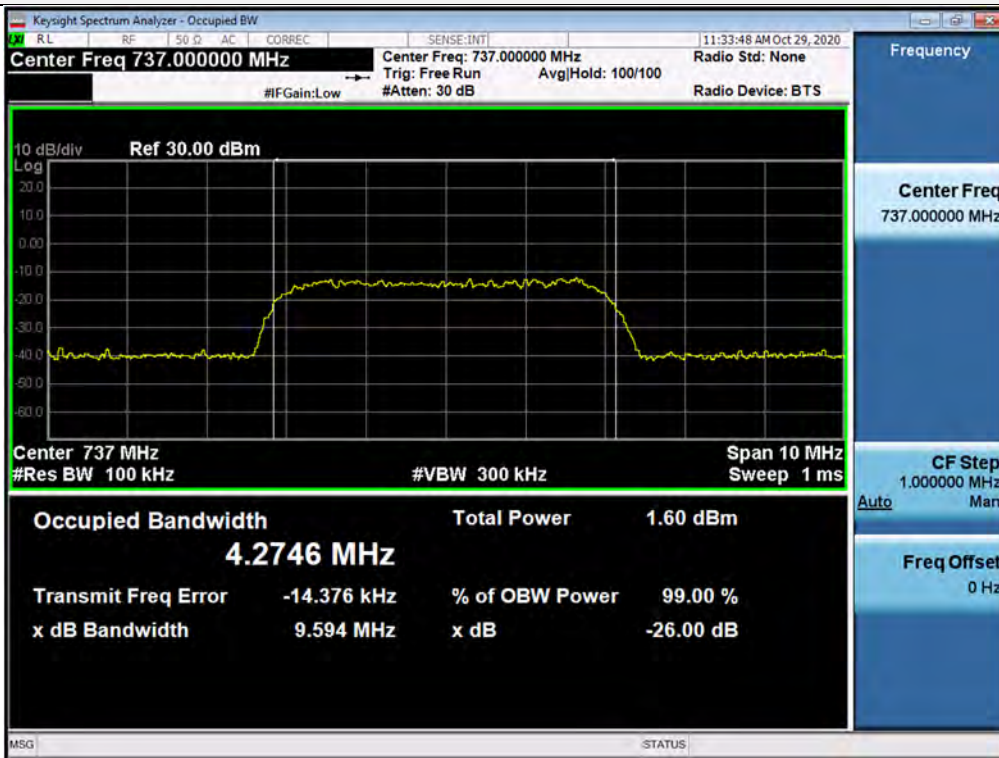 Keysight Spectrum Analyzer - Occupied BW
LXI RL RF 50 Ω AC CORREC SENSE:INT 11:33:48 AM Oct 29, 2020
Center Freq 737.000000 MHz
Center Freq: 737.000000 MHz Radio Std: None
Trig: Free Run Avg|Hold: 100/100
#IFGain:Low #Atten: 30 dB Radio Device: BTS
Frequency
10 dB/div Ref 30.00 dBm
Log
20.0
10.0
0.00
-10.0
-20.0
-30.0
-40.0
-50.0
-60.0
Center 737 MHz Span 10 MHz
#Res BW 100 kHz #VBW 300 kHz Sweep 1 ms
Center Freq
737.000000 MHz
CF Step
1.000000 MHz
Auto Man
Freq Offset
0 Hz
Occupied Bandwidth Total Power 1.60 dBm
4.2746 MHz
Transmit Freq Error -14.376 kHz % of OBW Power 99.00 %
x dB Bandwidth 9.594 MHz x dB -26.00 dB
MSG STATUS